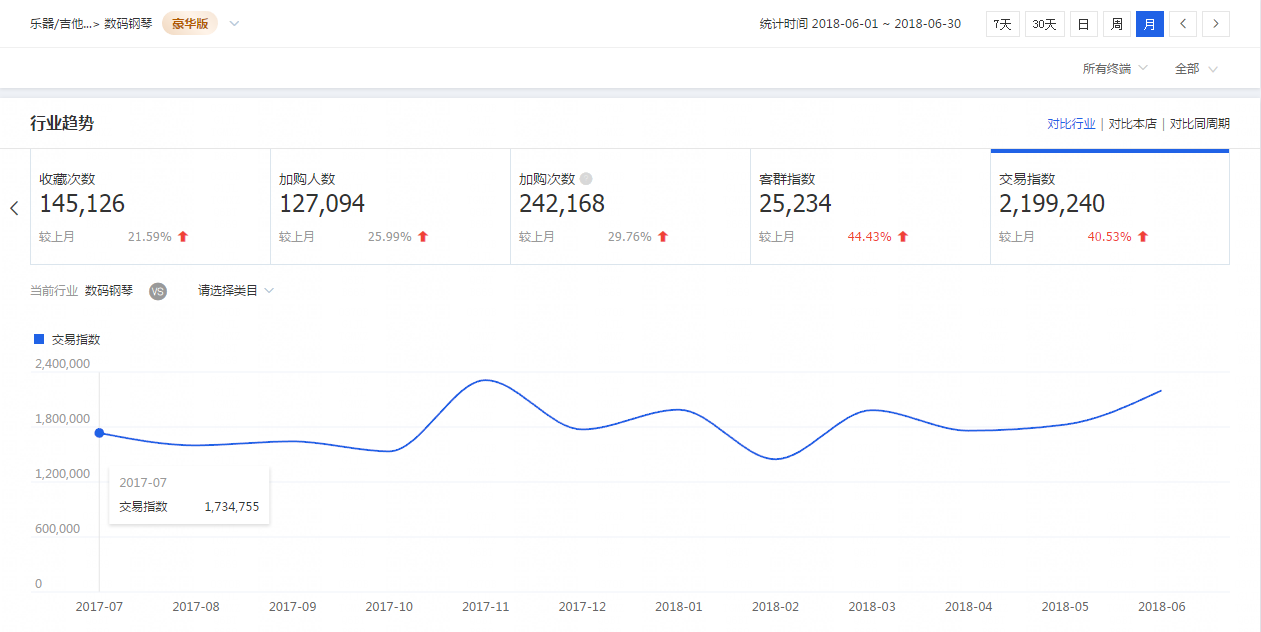 乐器/吉他...> 数码钢琴 豪华版 统计时间 2018-06-01 ~ 2018-06-30 7天 30天 日 周 月
所有终端 全部
行业趋势 对比行业 | 对比本店 | 对比同周期
收藏次数 加购人数 加购次数 ? 客群指数 交易指数
145,126 127,094 242,168 25,234 2,199,240
较上月 21.59% 较上月 25.99% 较上月 29.76% 较上月 44.43% 较上月 40.53%
当前行业 数码钢琴 VS 请选择类目
交易指数
2,400,000
1,800,000
1,200,000
2017-07
交易指数 1,734,755
600,000
0
2017-07 2017-08 2017-09 2017-10 2017-11 2017-12 2018-01 2018-02 2018-03 2018-04 2018-05 2018-06